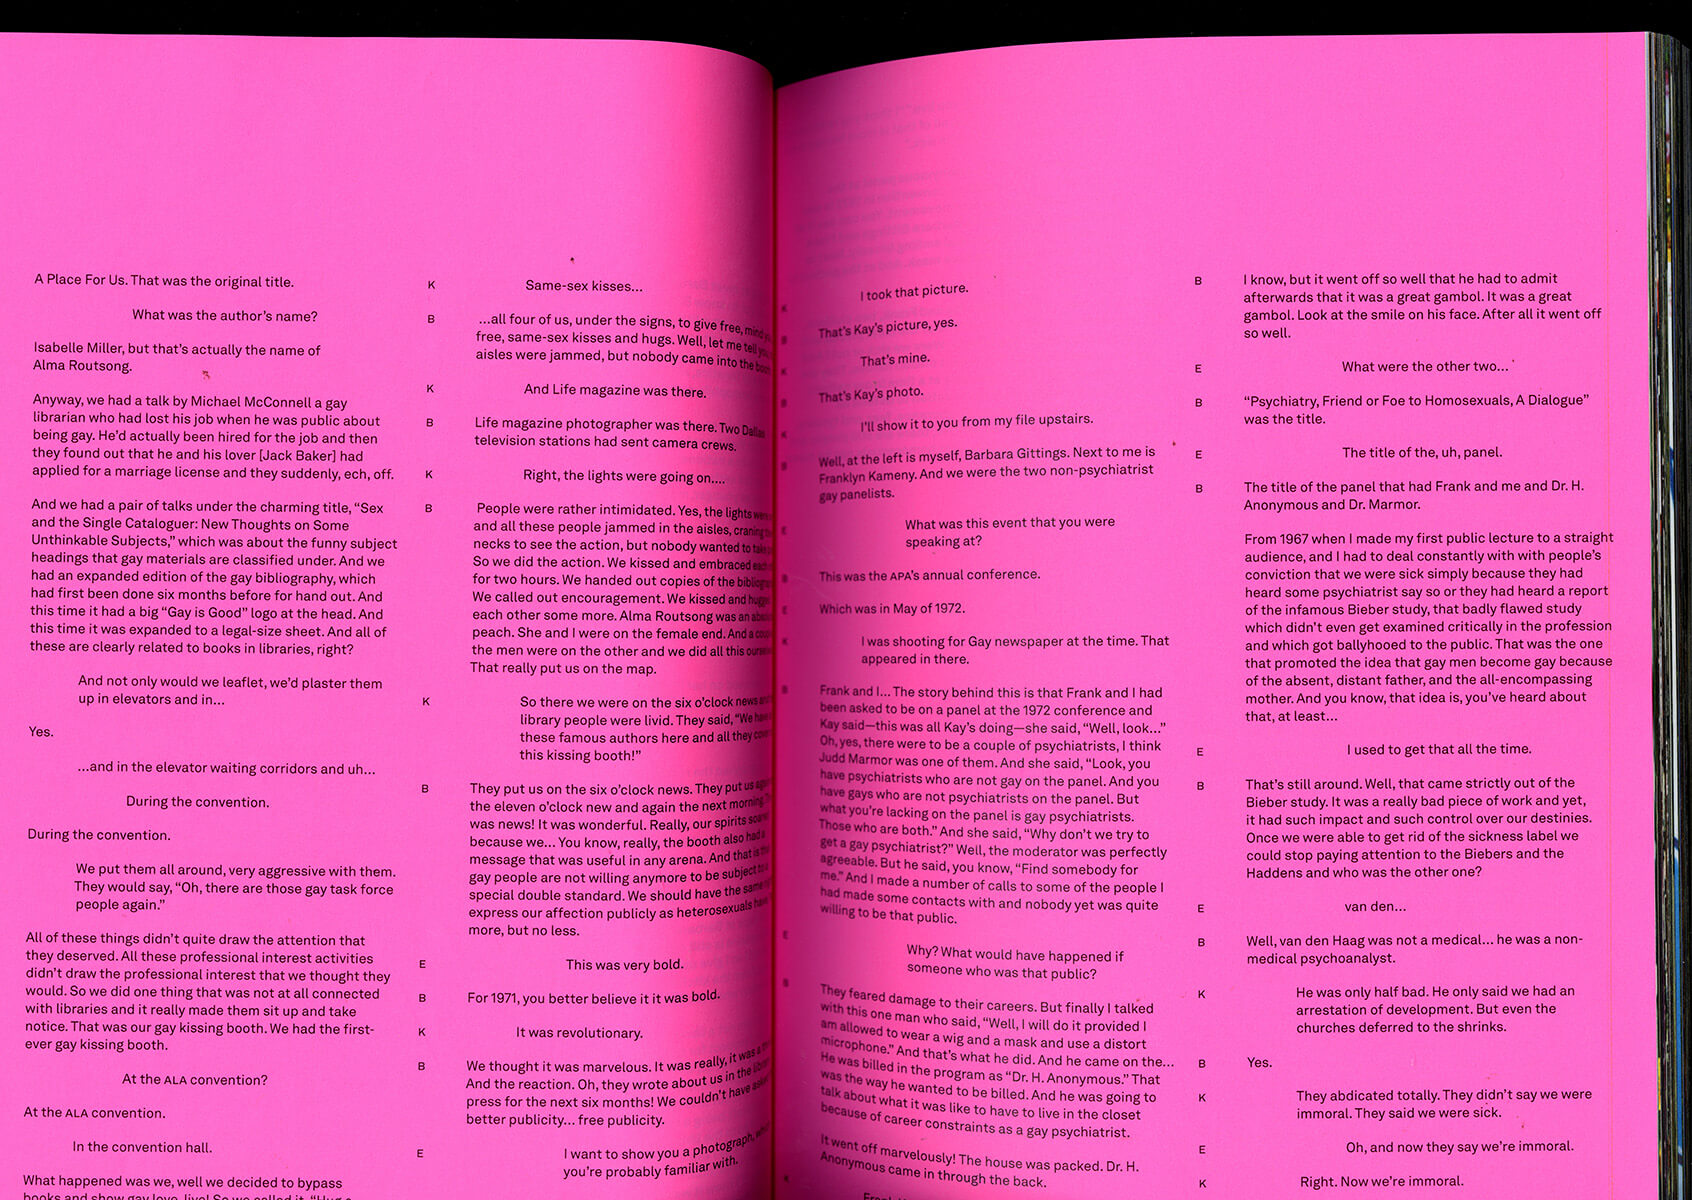 A Place For Us. That was the original title.
What was the author's name?
Isabelle Miller, but that's actually the name of
Alma Routsong.
Anyway, we had a talk by Michael McConnell a gay
librarian who had lost his job when he was public about
being gay. He'd actually been hired for the job and then
they found out that he and his lover [Jack Baker] had
applied for a marriage license and they suddenly, ech, off.
And we had a pair of talks under the charming title, “Sex
and the Single Cataloguer: New Thoughts on Some
Unthinkable Subjects,” which was about the funny subject
headings that gay materials are classified under. And we
had an expanded edition of the gay bibliography, which
had first been done six months before for hand out. And
this time it had a big “Gay is Good” logo at the head. And
this time it was expanded to a legal-size sheet. And all of
these are clearly related to books in libraries, right?
And not only would we leaflet, we'd plaster them
up in elevators and in...
Yes.
...and in the elevator waiting corridors and uh...
During the convention.
During the convention.
We put them all around, very aggressive with them.
They would say, “Oh, there are those gay task force
people again.”
All of these things didn't quite draw the attention that
they deserved. All these professional interest activities
didn't draw the professional interest that we thought they
would. So we did one thing that was not at all connected
with libraries and it really made them sit up and take
notice. That was our gay kissing booth. We had the first-
ever gay kissing booth.
At the ALA convention?
At the ALA convention.
In the convention hall.
What happened was we, well we decided to bypass
books and show gay love, live! So we called it, “Hug a
K Same-sex kisses...
B ...all four of us, under the signs, to give free, mind
free, same-sex kisses and hugs. Well, let me tell
aisles were jammed, but nobody came into the
K And Life magazine was there.
B Life magazine photographer was there. Two Dallas
television stations had sent camera crews.
K Right, the lights were going on....
B People were rather intimidated. Yes, the lights
and all these people jammed in the aisles, craning
necks to see the action, but nobody wanted to
So we did the action. We kissed and embraced
for two hours. We handed out copies of the
We called out encouragement. We kissed and
each other some more. Alma Routsong was an
peach. She and I were on the female end. And a
the men were on the other and we did all this
That really put us on the map.
K So there we were on the six o'clock news
library people were livid. They said, “We have
these famous authors here and all they
this kissing booth!”
B They put us on the six o'clock news. They put us
the eleven o'clock new and again the next morning.
was news! It was wonderful. Really, our spirits
because we... You know, really, the booth also had a
message that was useful in any arena. And that is
gay people are not willing anymore to be subject to a
special double standard. We should have the same
express our affection publicly as heterosexuals have
more, but no less.
E This was very bold.
B For 1971, you better believe it it was bold.
K It was revolutionary.
B We thought it was marvelous. It was really, it was a
And the reaction. Oh, they wrote about us in the
press for the next six months! We couldn't have
better publicity... free publicity.
E I want to show you a photograph,
you're probably familiar with.
K I took that picture.
B That's Kay's picture, yes.
K That's mine.
B That's Kay's photo.
K I'll show it to you from my file upstairs.
B Well, at the left is myself, Barbara Gittings. Next to me is
Franklyn Kameny. And we were the two non-psychiatrist
gay panelists.
E What was this event that you were
speaking at?
B This was the APA's annual conference.
E Which was in May of 1972.
K I was shooting for Gay newspaper at the time. That
appeared in there.
B Frank and I... The story behind this is that Frank and I had
been asked to be on a panel at the 1972 conference and
Kay said—this was all Kay's doing—she said, “Well, look...”
Oh, yes, there were to be a couple of psychiatrists, I think
Judd Marmor was one of them. And she said, “Look, you
have psychiatrists who are not gay on the panel. And you
have gays who are not psychiatrists on the panel. But
what you're lacking on the panel is gay psychiatrists.
Those who are both.” And she said, “Why don't we try to
get a gay psychiatrist?” Well, the moderator was perfectly
agreeable. But he said, you know, “Find somebody for
me.” And I made a number of calls to some of the people I
had made some contacts with and nobody yet was quite
willing to be that public.
E Why? What would have happened if
someone who was that public?
B They feared damage to their careers. But finally I talked
with this one man who said, “Well, I will do it provided I
am allowed to wear a wig and a mask and use a distort
microphone.” And that's what he did. And he came on the...
He was billed in the program as “Dr. H. Anonymous.” That
was the way he wanted to be billed. And he was going to
talk about what it was like to have to live in the closet
because of career constraints as a gay psychiatrist.
It went off marvelously! The house was packed. Dr. H.
Anonymous came in through the back.
B I know, but it went off so well that he had to admit
afterwards that it was a great gambol. It was a great
gambol. Look at the smile on his face. After all it went off
so well.
E What were the other two...
B “Psychiatry, Friend or Foe to Homosexuals, A Dialogue”
was the title.
E The title of the, uh, panel.
B The title of the panel that had Frank and me and Dr. H.
Anonymous and Dr. Marmor.
From 1967 when I made my first public lecture to a straight
audience, and I had to deal constantly with with people's
conviction that we were sick simply because they had
heard some psychiatrist say so or they had heard a report
of the infamous Bieber study, that badly flawed study
which didn't even get examined critically in the profession
and which got ballyhooed to the public. That was the one
that promoted the idea that gay men become gay because
of the absent, distant father, and the all-encompassing
mother. And you know, that idea is, you've heard about
that, at least...
E I used to get that all the time.
B That's still around. Well, that came strictly out of the
Bieber study. It was a really bad piece of work and yet,
it had such impact and such control over our destinies.
Once we were able to get rid of the sickness label we
could stop paying attention to the Biebers and the
Haddens and who was the other one?
E van den...
B Well, van den Haag was not a medical... he was a non-
medical psychoanalyst.
K He was only half bad. He only said we had an
arrestation of development. But even the
churches deferred to the shrinks.
B Yes.
K They abdicated totally. They didn't say we were
immoral. They said we were sick.
E Oh, and now they say we're immoral.
K Right. Now we're immoral.